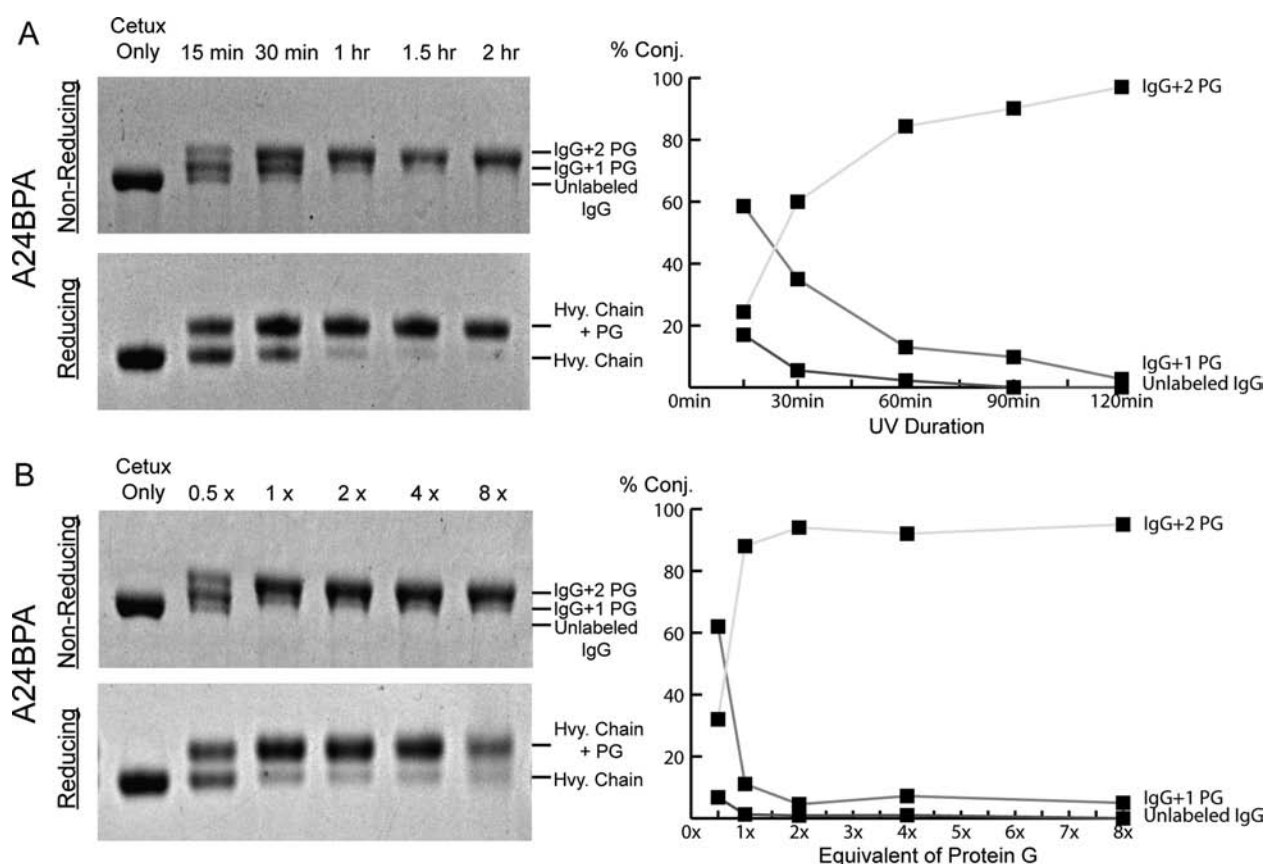 A
Cetux
Only
15 min
30 min
1 hr
1.5 hr
2 hr
A24BPA
Non-Reducing
IgG+2 PG
IgG+1 PG
Unlabeled
IgG
Reducing
Hvy. Chain
+ PG
Hvy. Chain
% Conj.
100
80
60
40
20
0min
30min
60min
90min
120min
UV Duration
IgG+2 PG
IgG+1 PG
Unlabeled IgG
B
Cetux
Only
0.5 x
1 x
2 x
4 x
8 x
A24BPA
Non-Reducing
IgG+2 PG
IgG+1 PG
Unlabeled
IgG
Reducing
Hvy. Chain
+ PG
Hvy. Chain
% Conj.
100
80
60
40
20
0x
1x
2x
3x
4x
5x
6x
7x
8x
Equivalent of Protein G
IgG+2 PG
IgG+1 PG
Unlabeled IgG